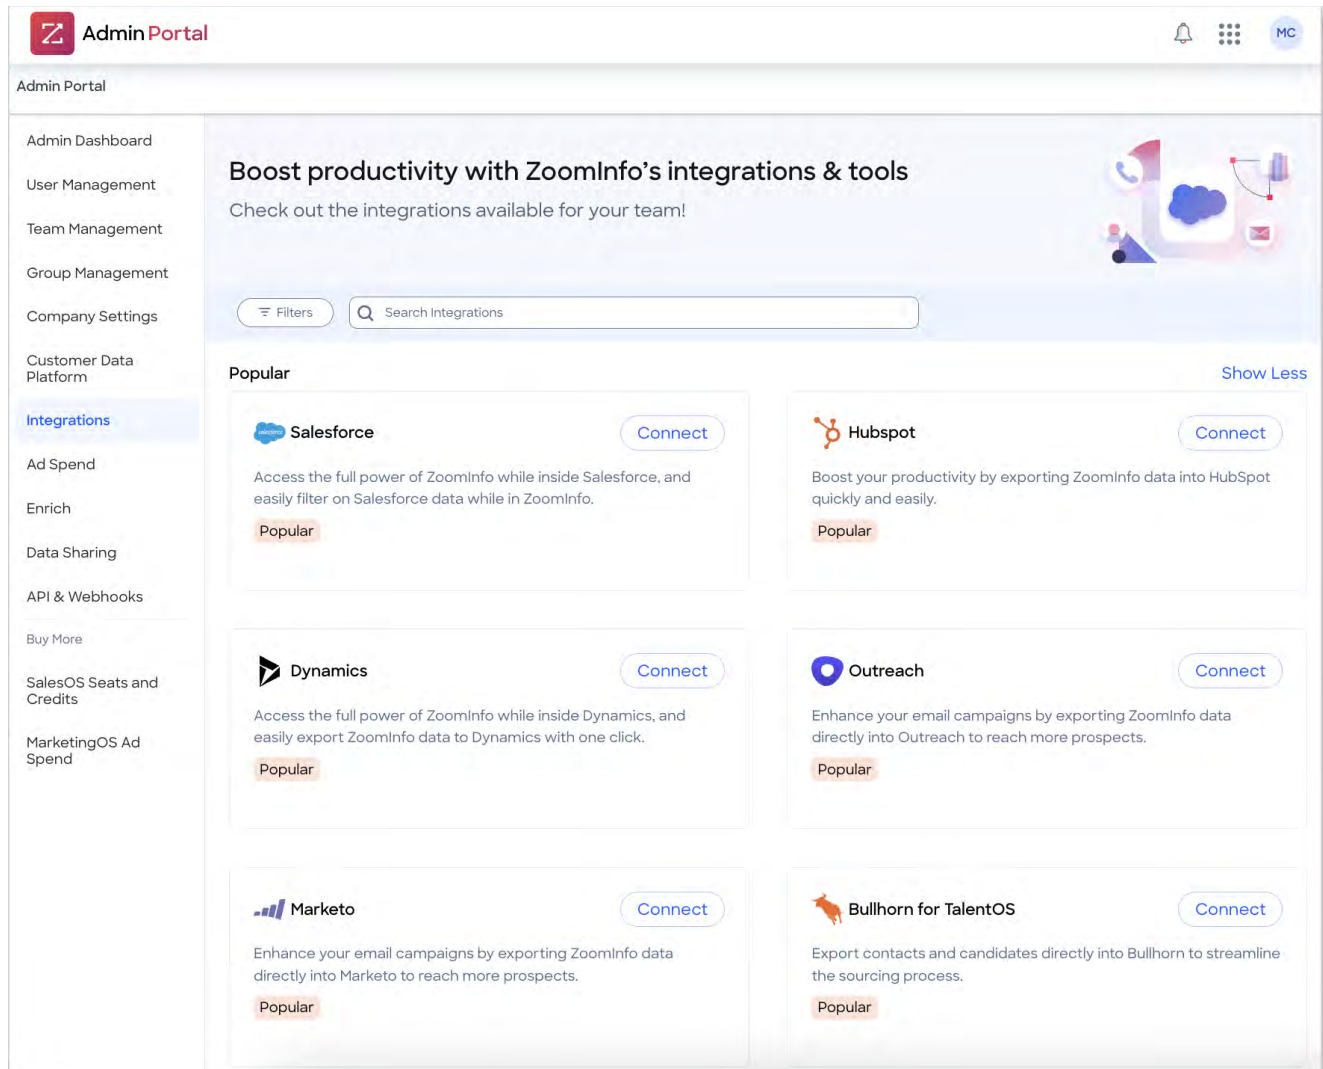 Admin Portal
MC
Admin Portal
Admin Dashboard
User Management
Team Management
Group Management
Company Settings
Customer Data
Platform
Integrations
Ad Spend
Enrich
Data Sharing
API & Webhooks
Buy More
SalesOS Seats and
Credits
MarketingOS Ad
Spend
Boost productivity with ZoomInfo's integrations & tools
Check out the integrations available for your team!
Filters
Search Integrations
Popular
Show Less
salesforce
Salesforce
Connect
Access the full power of ZoomInfo while inside Salesforce, and
easily filter on Salesforce data while in ZoomInfo.
Popular
Hubspot
Connect
Boost your productivity by exporting ZoomInfo data into HubSpot
quickly and easily.
Popular
Dynamics
Connect
Access the full power of ZoomInfo while inside Dynamics, and
easily export ZoomInfo data to Dynamics with one click.
Popular
Outreach
Connect
Enhance your email campaigns by exporting ZoomInfo data
directly into Outreach to reach more prospects.
Popular
Marketo
Connect
Enhance your email campaigns by exporting ZoomInfo data
directly into Marketo to reach more prospects.
Popular
Bullhorn for TalentOS
Connect
Export contacts and candidates directly into Bullhorn to streamline
the sourcing process.
Popular